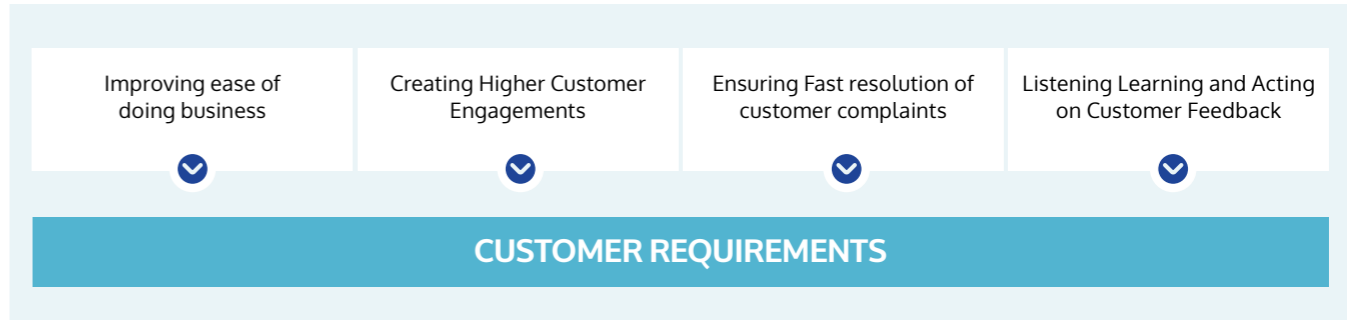 Improving ease of
doing business
Creating Higher Customer
Engagements
Ensuring Fast resolution of
customer complaints
Listening Learning and Acting
on Customer Feedback
CUSTOMER REQUIREMENTS